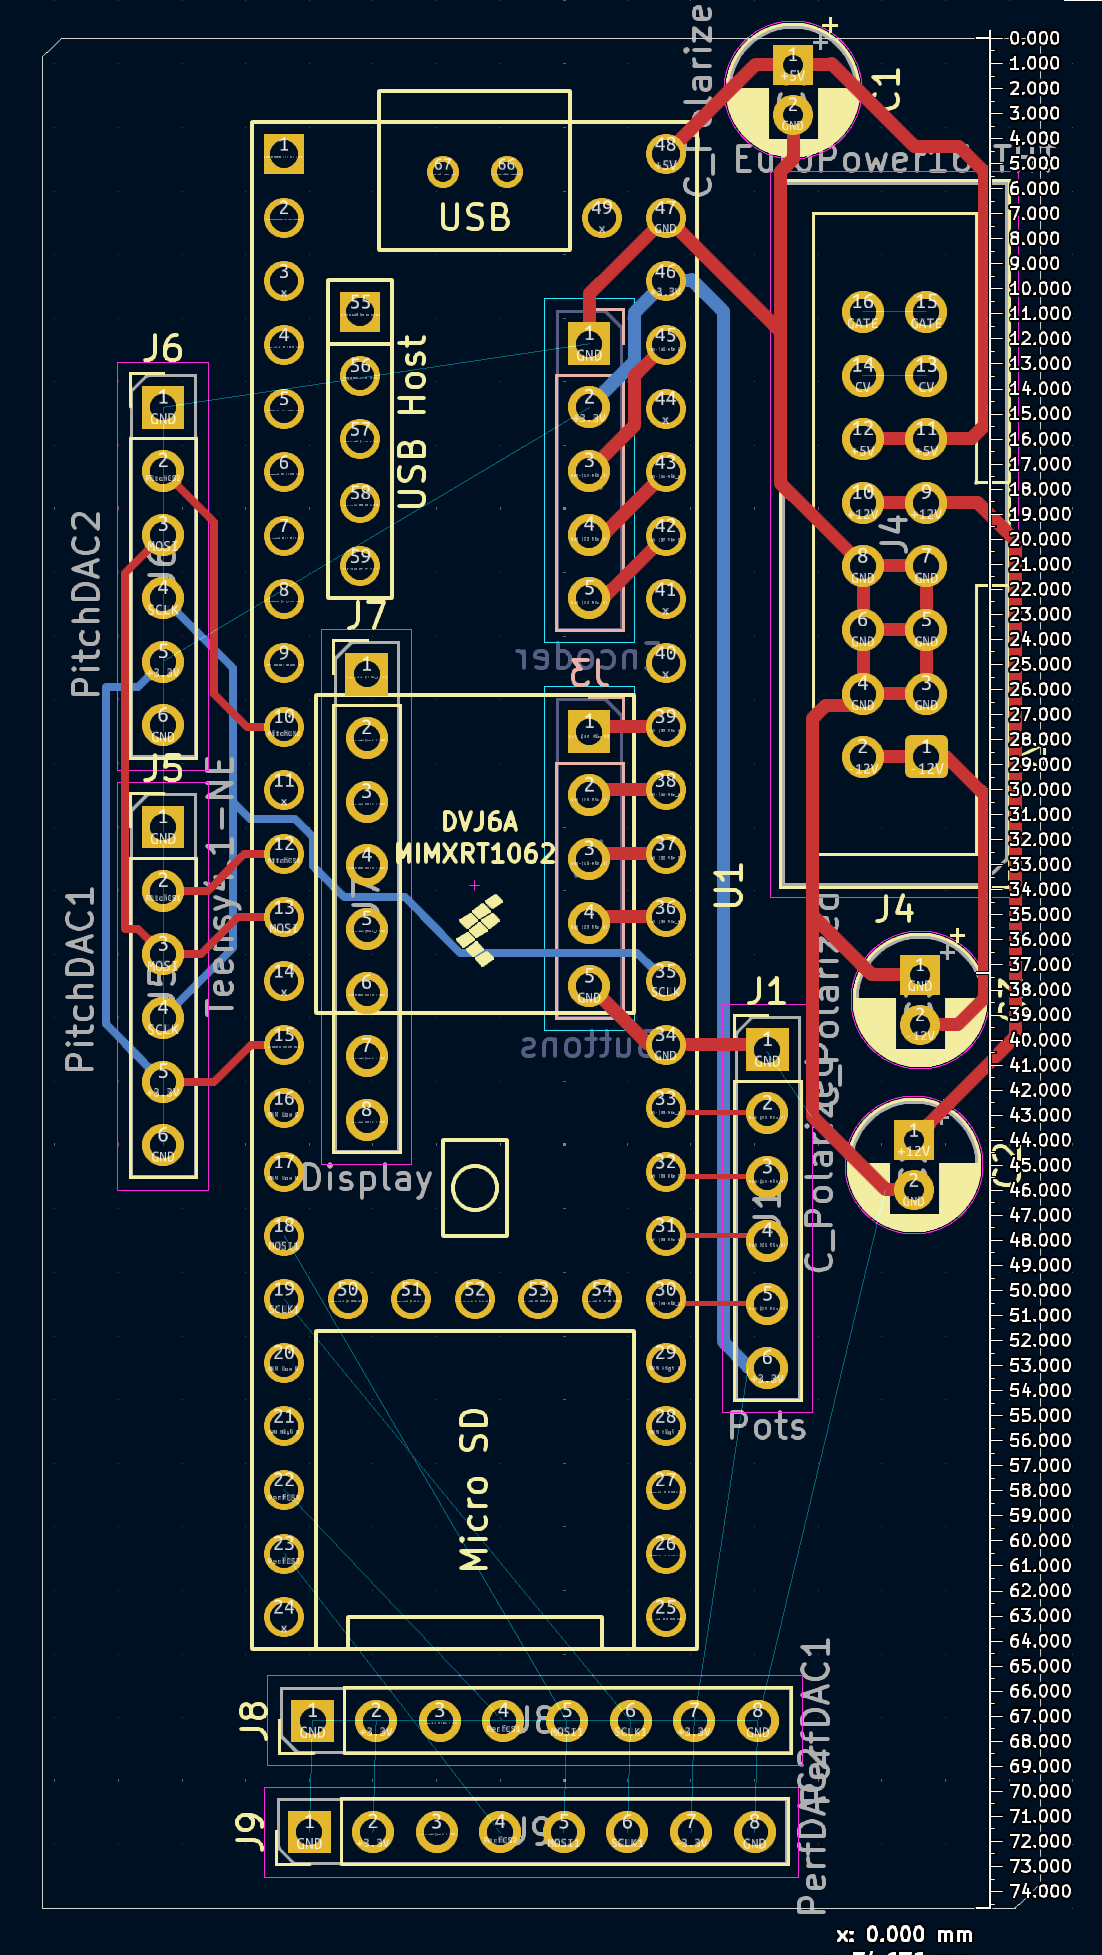 C1
C_Polarized
EuroPower16_THT
1
+5V
2
GND
USB
67
66
49
x
1
2
3
x
4
5
6
7
8
9
10
PitchCS2
11
x
12
PitchCS1
13
MOSI
14
x
15
16
17
18
MOSI1
19
SCLK1
20
21
22
PerfCS1
23
PerfCS2
24
x
48
+5V
47
GND
46
+3.3V
45
44
x
43
42
41
x
40
x
39
38
37
36
35
SCLK
34
GND
33
32
31
30
29
28
27
26
25
50
51
52
53
54
USB Host
55
56
57
58
59
J6
PitchDAC2
1
GND
2
PitchCS2
3
MOSI
4
SCLK
5
+3.3V
6
GND
J5
PitchDAC1
1
GND
2
PitchCS1
3
MOSI
4
SCLK
5
+3.3V
6
GND
J7
1
2
3
4
5
6
7
8
Display
DVJ6A
MIMXRT1062
U1
Micro SD
1
GND
2
+3.3V
3
4
5
Encoder
J3
1
2
3
4
5
GND
Buttons
J1
1
GND
2
3
4
5
6
+3.3V
Pots
16
GATE
15
GATE
14
CV
13
CV
12
+5V
11
+5V
10
+12V
9
+12V
J4
8
GND
7
GND
6
GND
5
GND
4
GND
3
GND
2
-12V
1
-12V
J4
1
GND
2
-12V
1
+12V
2
GND
C2
C_Polarized
J8
1
GND
2
+3.3V
3
4
PerfCS1
5
MOSI1
6
SCLK1
7
+3.3V
8
GND
J8
PerfDAC1
J9
1
GND
2
+3.3V
3
4
PerfCS2
5
MOSI1
6
SCLK1
7
+3.3V
8
GND
J9
PerfDAC2
0.000
1.000
2.000
3.000
4.000
5.000
6.000
7.000
8.000
9.000
10.000
11.000
12.000
13.000
14.000
15.000
16.000
17.000
18.000
19.000
20.000
21.000
22.000
23.000
24.000
25.000
26.000
27.000
28.000
29.000
30.000
31.000
32.000
33.000
34.000
35.000
36.000
37.000
38.000
39.000
40.000
41.000
42.000
43.000
44.000
45.000
46.000
47.000
48.000
49.000
50.000
51.000
52.000
53.000
54.000
55.000
56.000
57.000
58.000
59.000
60.000
61.000
62.000
63.000
64.000
65.000
66.000
67.000
68.000
69.000
70.000
71.000
72.000
73.000
74.000
x: 0.000 mm